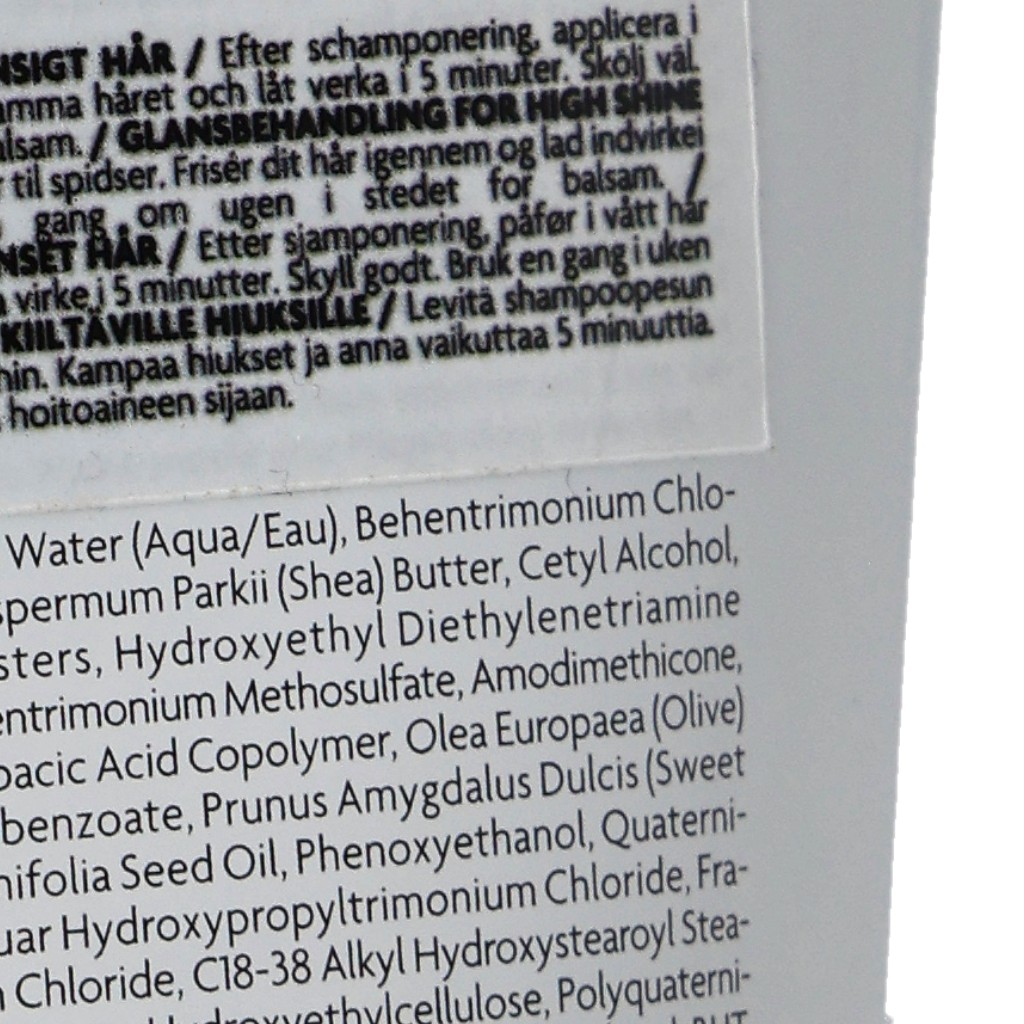 NSIGT HÅR / Efter schamponering, applicera i
amma håret och låt verka i 5 minuter. Skölj väl.
alsam. / GLANSBEHANDLING FOR HIGH SHINE
r til spidser. Frisér dit hår igennem og lad indvirkei
gang om ugen i stedet for balsam. /
NSET HÅR / Etter sjamponering, påfør i vått hår
virke i 5 minutter. Skyll godt. Bruk en gang i uken
KIILTÄVILLE HIUKSILLE / Levitä shampoopesun
hin. Kampaa hiukset ja anna vaikuttaa 5 minuuttia.
hoitoaineen sijaan.
Water (Aqua/Eau), Behentrimonium Chlo-
spermum Parkii (Shea) Butter, Cetyl Alcohol,
sters, Hydroxyethyl Diethylenetriamine
entrimonium Methosulfate, Amodimethicone,
bacic Acid Copolymer, Olea Europaea (Olive)
benzoate, Prunus Amygdalus Dulcis (Sweet
nifolia Seed Oil, Phenoxyethanol, Quaterni-
uar Hydroxypropyltrimonium Chloride, Fra-
Chloride, C18-38 Alkyl Hydroxystearoyl Stea-
Hydroxyethylcellulose, Polyquaterni-
BHT